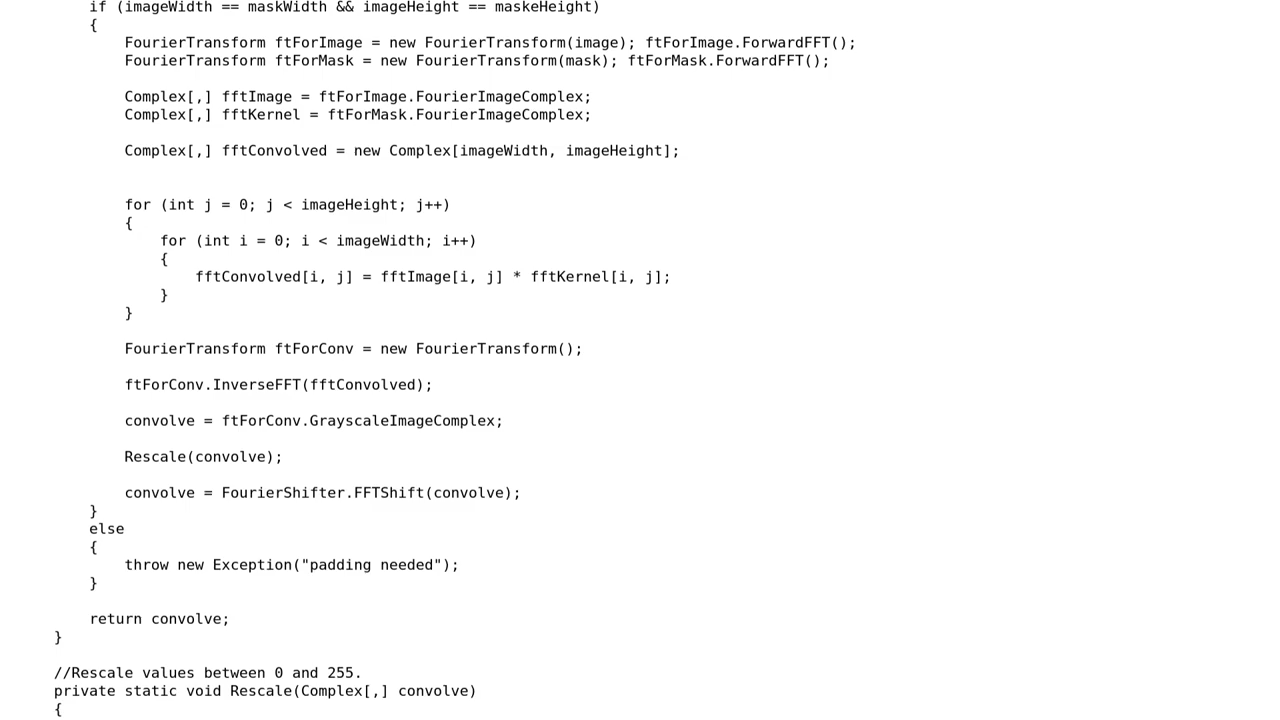 if (imageWidth == maskWidth && imageHeight == maskeHeight)
{
FourierTransform ftForImage = new FourierTransform(image); ftForImage.ForwardFFT();
FourierTransform ftForMask = new FourierTransform(mask); ftForMask.ForwardFFT();
Complex[,] fftImage = ftForImage.FourierImageComplex;
Complex[,] fftKernel = ftForMask.FourierImageComplex;
Complex[,] fftConvolved = new Complex[imageWidth, imageHeight];
for (int j = 0; j < imageHeight; j++)
{
for (int i = 0; i < imageWidth; i++)
{
fftConvolved[i, j] = fftImage[i, j] * fftKernel[i, j];
}
}
FourierTransform ftForConv = new FourierTransform();
ftForConv.InverseFFT(fftConvolved);
convolve = ftForConv.GrayscaleImageComplex;
Rescale(convolve);
convolve = FourierShifter.FFTShift(convolve);
}
else
{
throw new Exception("padding needed");
}
return convolve;
}
//Rescale values between 0 and 255.
private static void Rescale(Complex[,] convolve)
{